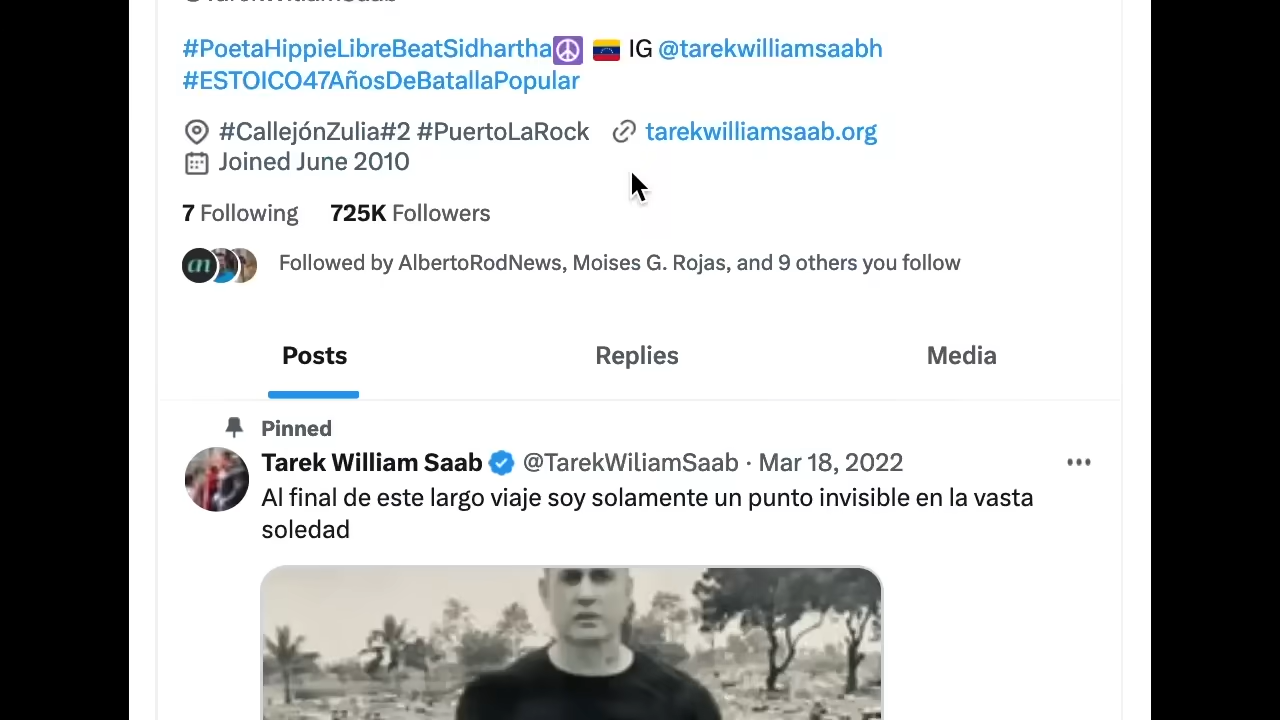 #PoetaHippieLibreBeatSidhartha☮️ 🇻🇪 IG @tarekwilliamsaabh
#ESTOICO47AñosDeBatallaPopular
#CallejónZulia#2 #PuertoLaRock tarekwilliamsaab.org
Joined June 2010
7 Following 725K Followers
an
Followed by AlbertoRodNews, Moises G. Rojas, and 9 others you follow
Posts Replies Media
Pinned
Tarek William Saab @TarekWiliamSaab · Mar 18, 2022
Al final de este largo viaje soy solamente un punto invisible en la vasta
soledad